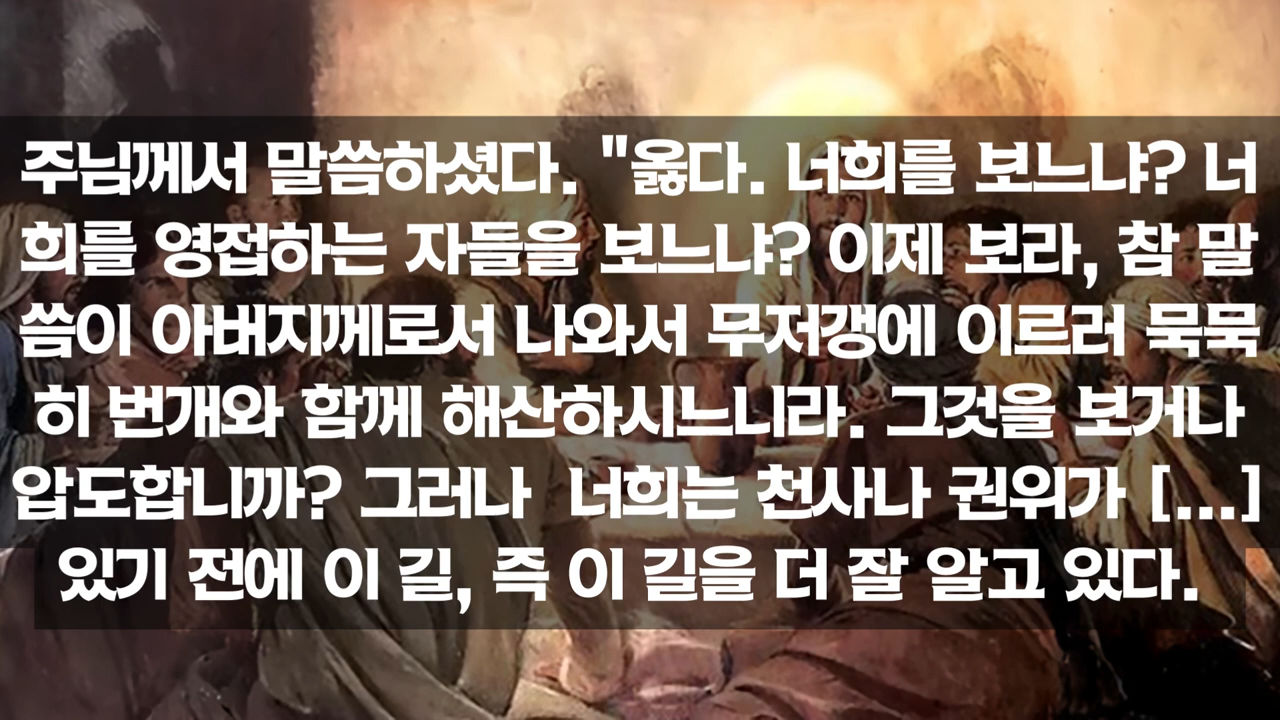 주님께서 말씀하셨다. "옳다. 너희를 보느냐? 너
희를 영접하는 자들을 보느냐? 이제 보라, 참 말
씀이 아버지께로서 나와서 무저갱에 이르러 묵묵
히 번개와 함께 해산하시느니라. 그것을 보거나
압도합니까? 그러나 너희는 천사나 권위가 [...]
있기 전에 이 길, 즉 이 길을 더 잘 알고 있다.